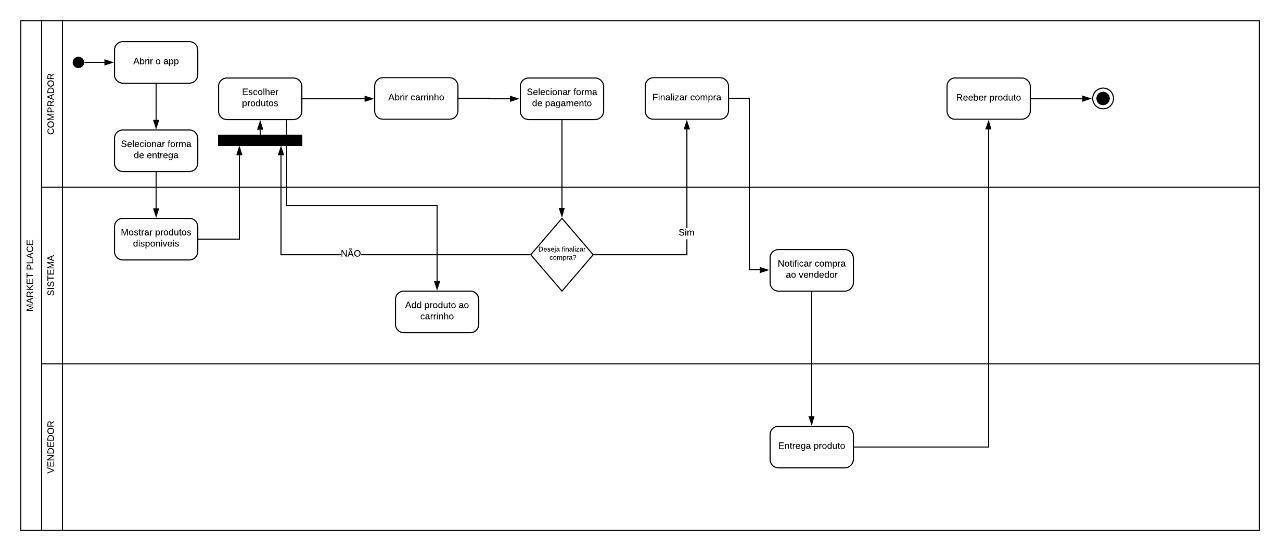 MARKET PLACE
COMPRADOR
Abrir o app
Selecionar forma
de entrega
Escolher
produtos
Abrir carrinho
Selecionar forma
de pagamento
Finalizar compra
Reeber produto
SISTEMA
Mostrar produtos
disponiveis
NÃO
Add produto ao
carrinho
Deseja finalizar
compra?
Sim
Notificar compra
ao vendedor
VENDEDOR
Entrega produto